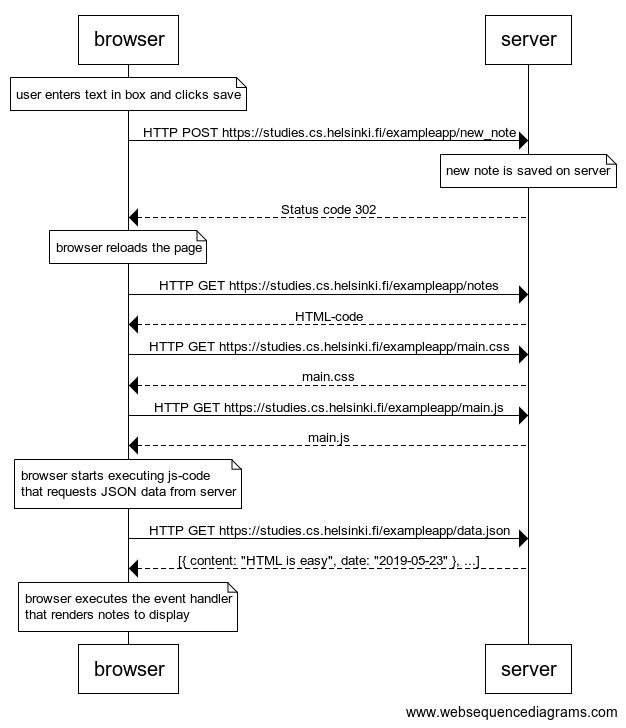 browser
server
user enters text in box and clicks save
HTTP POST https://studies.cs.helsinki.fi/exampleapp/new_note
new note is saved on server
Status code 302
browser reloads the page
HTTP GET https://studies.cs.helsinki.fi/exampleapp/notes
HTML-code
HTTP GET https://studies.cs.helsinki.fi/exampleapp/main.css
main.css
HTTP GET https://studies.cs.helsinki.fi/exampleapp/main.js
main.js
browser starts executing js-code
that requests JSON data from server
HTTP GET https://studies.cs.helsinki.fi/exampleapp/data.json
[{ content: "HTML is easy", date: "2019-05-23" }, ...]
browser executes the event handler
that renders notes to display
browser
server
www.websequencediagrams.com